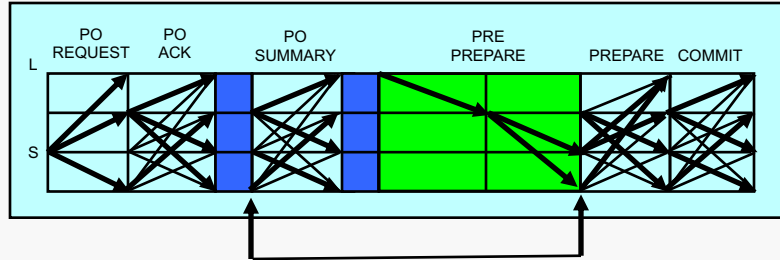 PO
REQUEST
PO
ACK
PO
SUMMARY
PRE
PREPARE
PREPARE
COMMIT
L
S